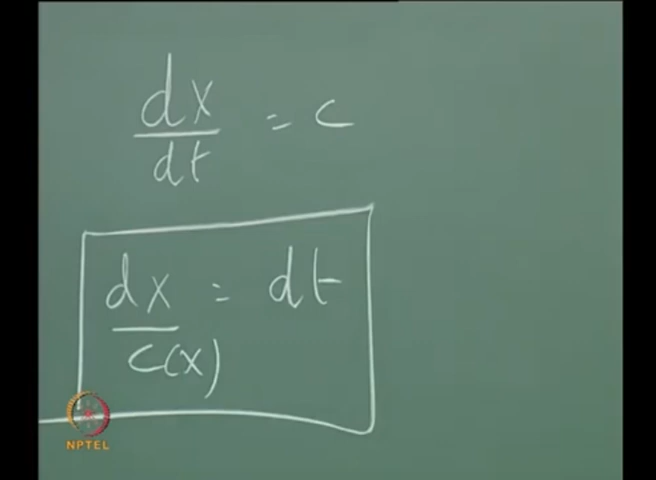 dx/dt = c
dx/c(x) = dt
NPTEL